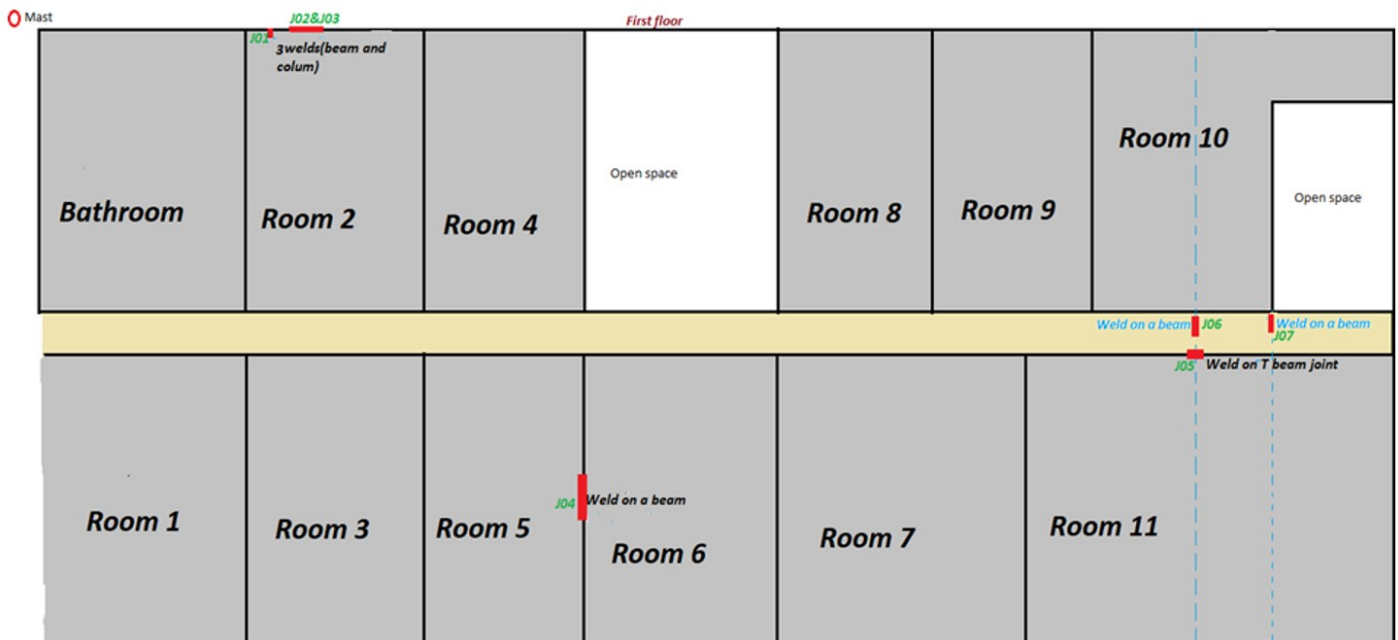 Mast
J02&J03
First floor
J01
3welds(beam and
colum)
Room 10
Open space
Open space
Bathroom
Room 2
Room 4
Room 8
Room 9
Weld on a beam
J06
Weld on a beam
J07
J05
Weld on T beam joint
J04
Weld on a beam
Room 1
Room 3
Room 5
Room 6
Room 7
Room 11